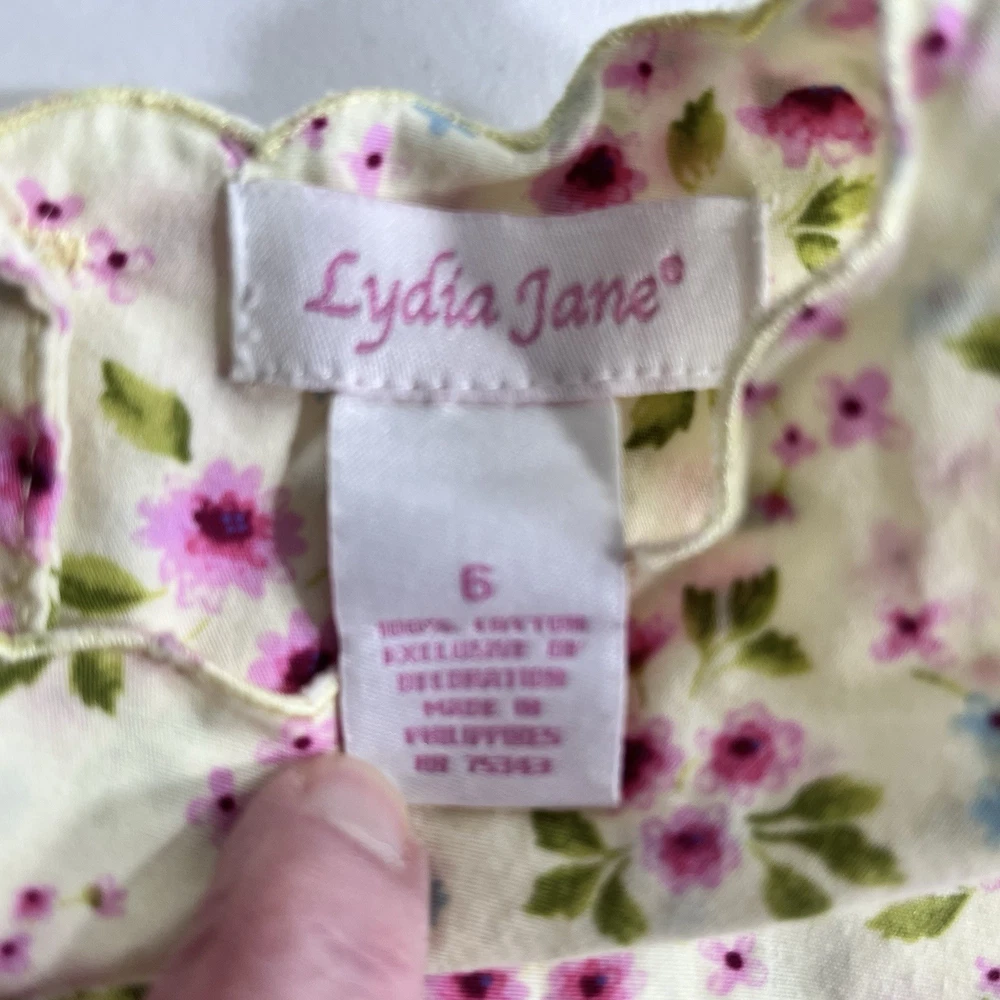 Lydia Jane®
6
100% COTTON
EXCLUSIVE OF
DECORATION
MADE IN
PHILIPPINES
RN 75343